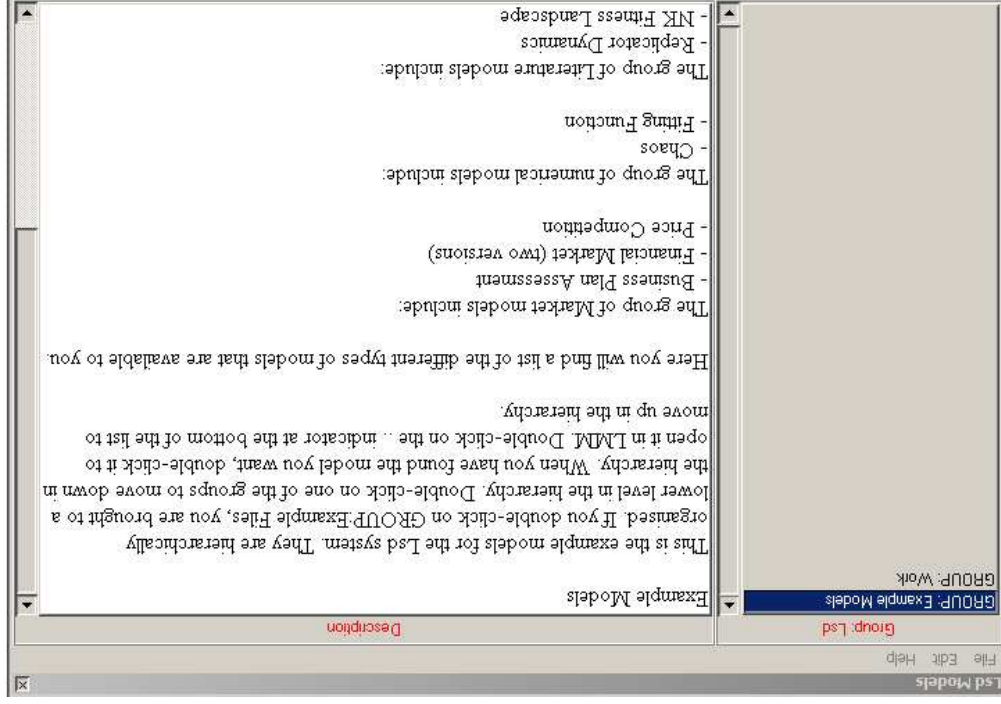 Lsd Models
File Edit Help
Group: Lsd
Description
GROUP: Example Models
GROUP: Work
Example Models
This is the example models for the Lsd system. They are hierarchically
organised. If you double-click on GROUP:Example Files, you are brought to a
lower level in the hierarchy. Double-click on one of the groups to move down in
the hierarchy. When you have found the model you want, double-click it to
open it in LMM. Double-click on the .. indicator at the bottom of the list to
move up in the hierarchy.
Here you will find a list of the different types of models that are available to you.
The group of Market models include:
- Business Plan Assessment
- Financial Market (two versions)
- Price Competition
The group of numerical models include:
- Chaos
- Fitting Function
The group of Literature models include:
- Replicator Dynamics
- NK Fitness Landscape